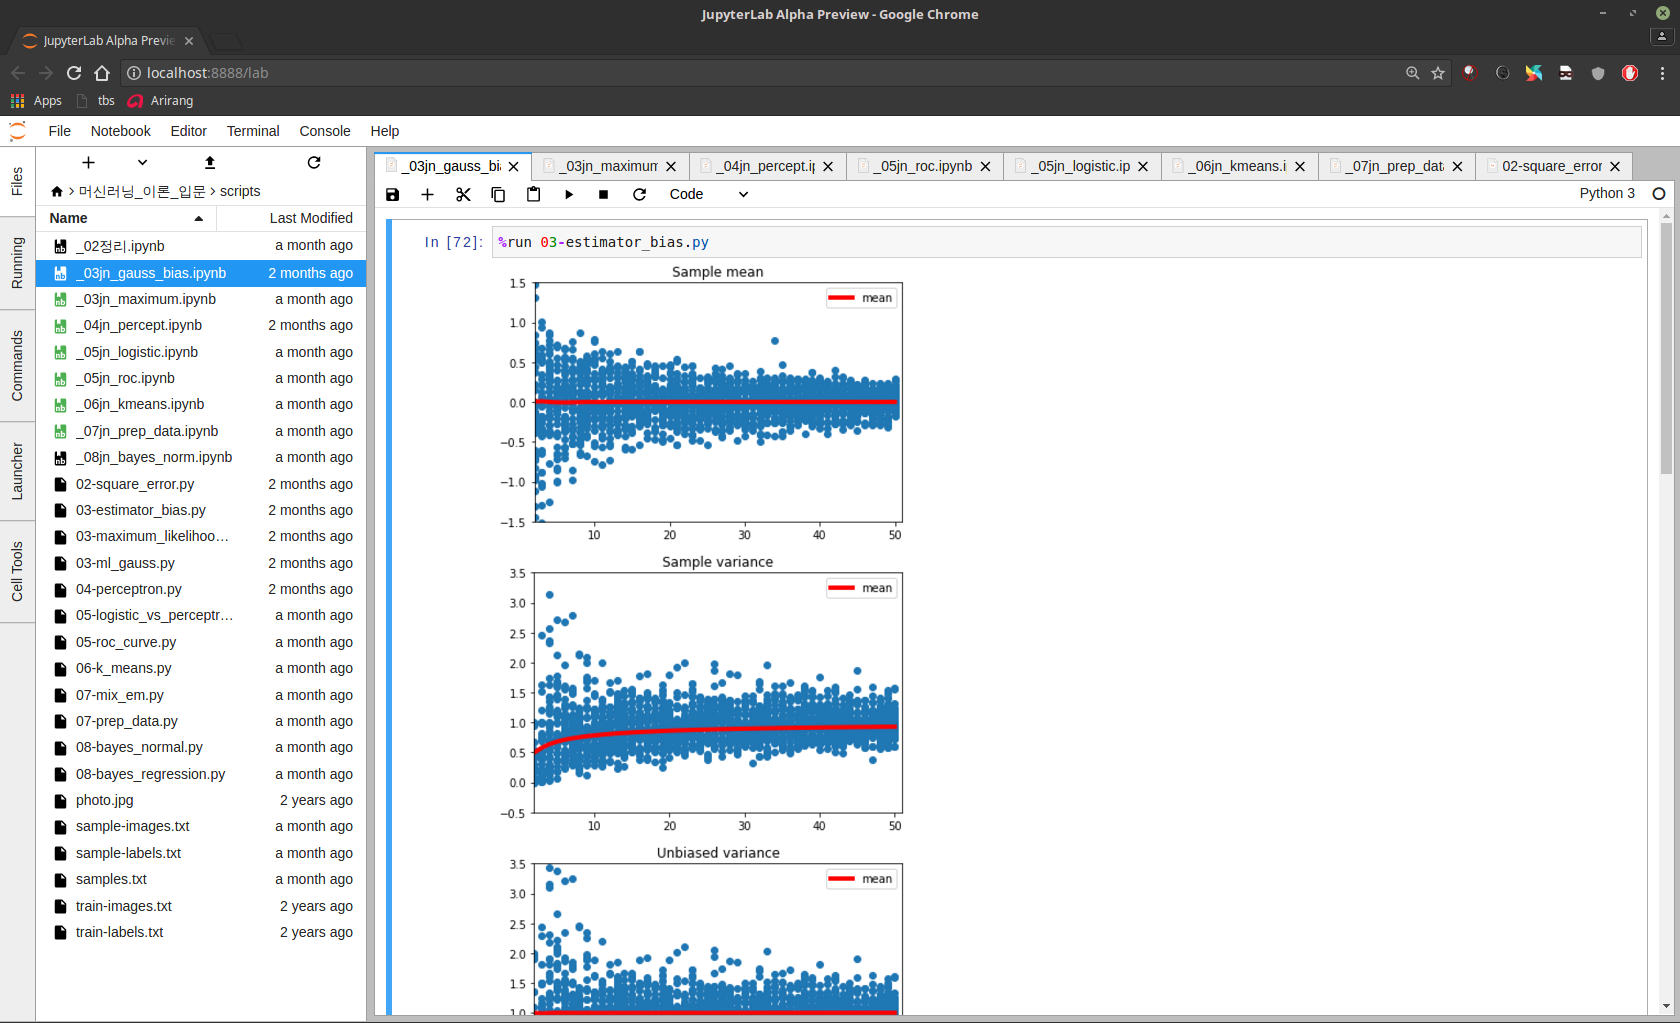 JupyterLab Alpha Preview - Google Chrome
JupyterLab Alpha Previe
localhost:8888/lab
Apps tbs Arirang
File Notebook Editor Terminal Console Help
Files
Running
Commands
Launcher
Cell Tools
머신러닝_이론_입문 > scripts
Name Last Modified
_02정리.ipynb a month ago
_03jn_gauss_bias.ipynb 2 months ago
_03jn_maximum.ipynb a month ago
_04jn_percept.ipynb 2 months ago
_05jn_logistic.ipynb a month ago
_05jn_roc.ipynb a month ago
_06jn_kmeans.ipynb a month ago
_07jn_prep_data.ipynb a month ago
_08jn_bayes_norm.ipynb a month ago
02-square_error.py 2 months ago
03-estimator_bias.py 2 months ago
03-maximum_likelihoo… 2 months ago
03-ml_gauss.py 2 months ago
04-perceptron.py 2 months ago
05-logistic_vs_perceptr… a month ago
05-roc_curve.py a month ago
06-k_means.py a month ago
07-mix_em.py a month ago
07-prep_data.py a month ago
08-bayes_normal.py a month ago
08-bayes_regression.py a month ago
photo.jpg 2 years ago
sample-images.txt a month ago
sample-labels.txt a month ago
samples.txt a month ago
train-images.txt 2 years ago
train-labels.txt 2 years ago
_03jn_gauss_bi _03jn_maximun _04jn_percept.ip _05jn_roc.ipynb _05jn_logistic.ip _06jn_kmeans.i _07jn_prep_dat 02-square_error
Code Python 3
In [72]: %run 03-estimator_bias.py
Sample mean
mean
1.5
1.0
0.5
0.0
−0.5
−1.0
−1.5
10 20 30 40 50
Sample variance
mean
3.5
3.0
2.5
2.0
1.5
1.0
0.5
0.0
−0.5
10 20 30 40 50
Unbiased variance
mean
3.5
3.0
2.5
2.0
1.5
1.0